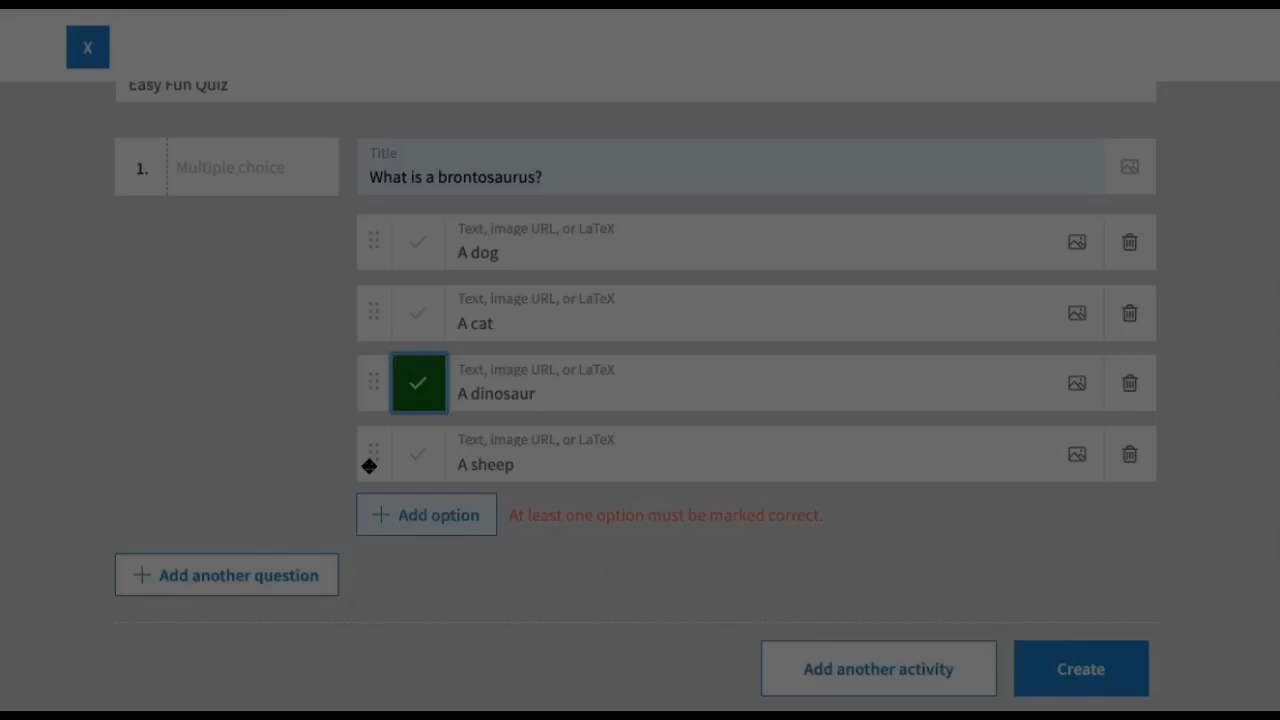 X
Easy Fun Quiz
1.
Multiple choice
Title
What is a brontosaurus?
Text, image URL, or LaTeX
A dog
Text, image URL, or LaTeX
A cat
Text, image URL, or LaTeX
A dinosaur
Text, image URL, or LaTeX
A sheep
Add option
At least one option must be marked correct.
Add another question
Add another activity
Create